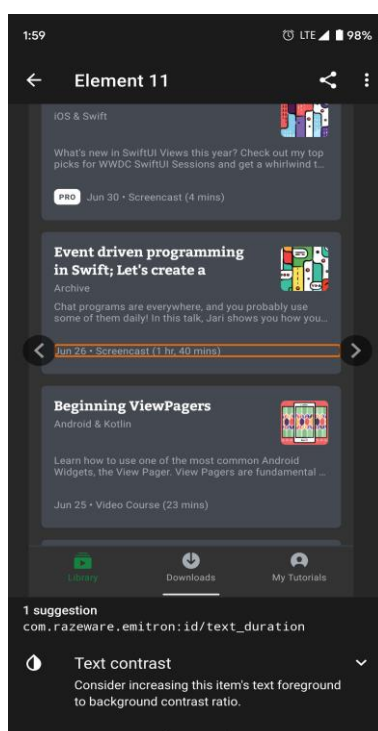 1:59
LTE 98%
Element 11
iOS & Swift
What's new in SwiftUI Views this year? Check out my top
picks for WWDC SwiftUI Sessions and get a whirlwind t...
PRO Jun 30 • Screencast (4 mins)
Event driven programming
in Swift; Let's create a
Archive
Chat programs are everywhere, and you probably use
some of them daily! In this talk, Jari shows you how you...
Jun 26 • Screencast (1 hr, 40 mins)
Beginning ViewPagers
Android & Kotlin
Learn how to use one of the most common Android
Widgets, the View Pager. View Pagers are fundamental ...
Jun 25 • Video Course (23 mins)
Library Downloads My Tutorials
1 suggestion
com.razeware.emitron:id/text_duration
Text contrast
Consider increasing this item's text foreground
to background contrast ratio.